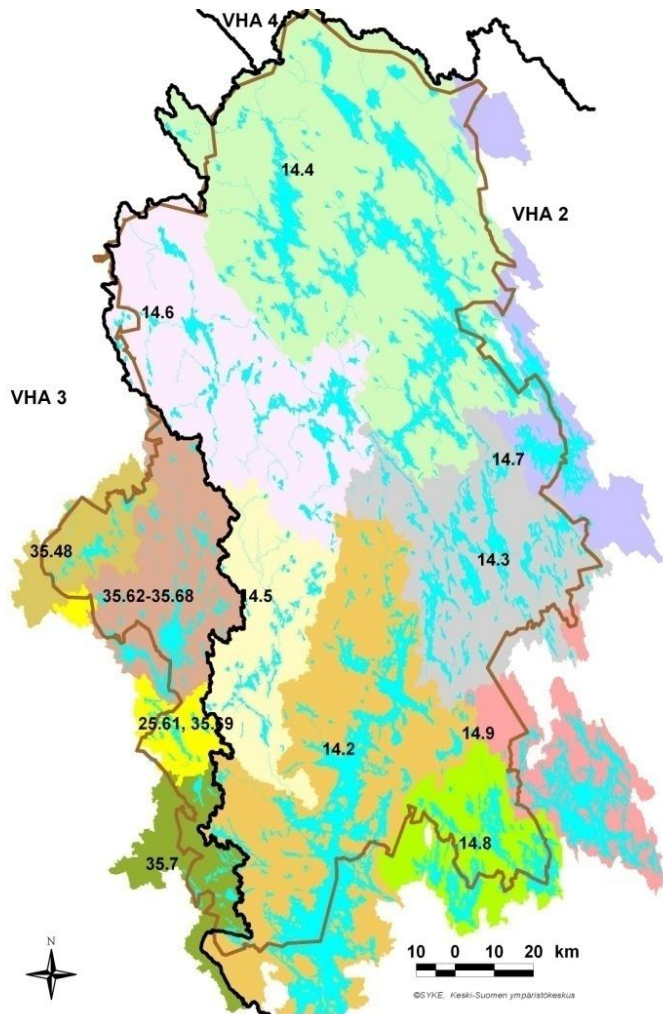 VHA 4
14.4
VHA 2
14.6
VHA 3
14.7
35.48
14.3
35.62-35.68
14.5
25.61, 35.69
14.9
14.2
14.8
35.7
N
10 0 10 20 km
©SYKE, Keski-Suomen ympäristökeskus